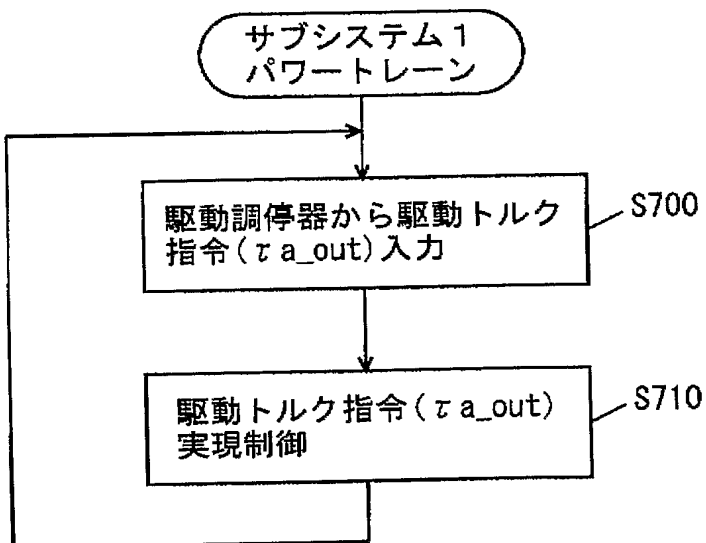 サブシステム1
パワートレーン
駆動調停器から駆動トルク
指令(τa_out)入力
S700
駆動トルク指令(τa_out)
実現制御
S710